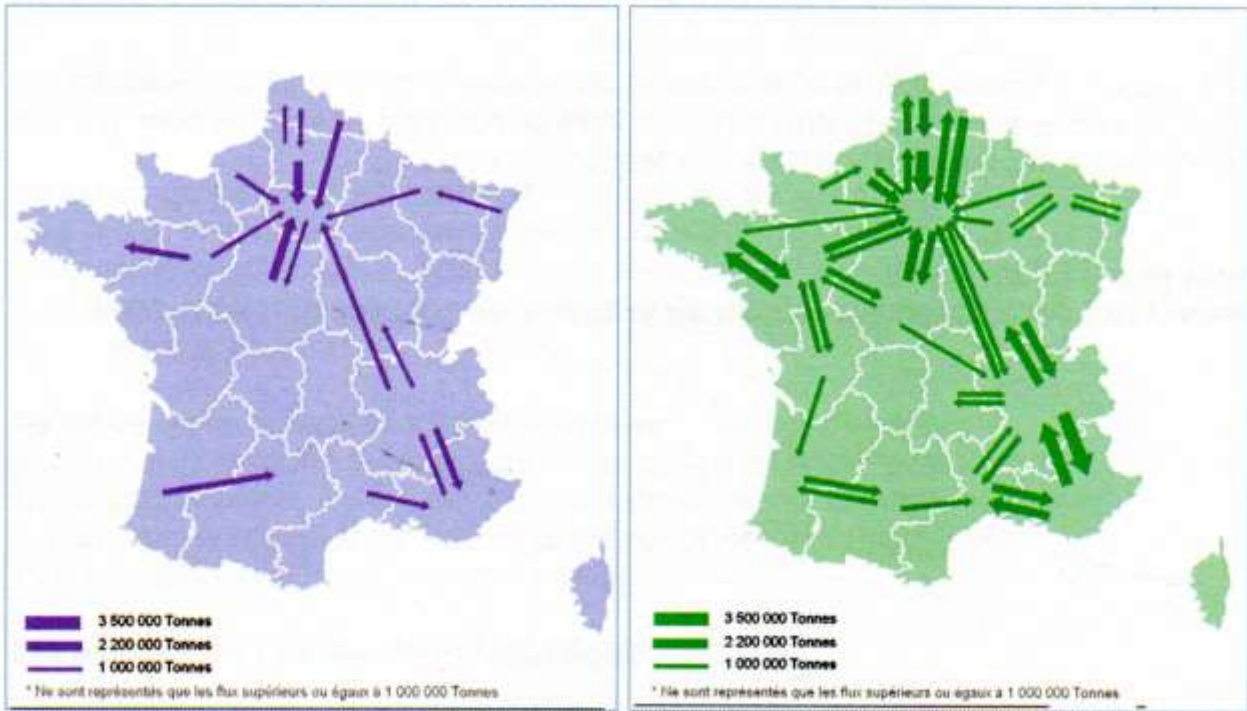 3 500 000 Tonnes
2 200 000 Tonnes
1 000 000 Tonnes
* Ne sont représentés que les flux supérieurs ou égaux à 1 000 000 Tonnes
3 500 000 Tonnes
2 200 000 Tonnes
1 000 000 Tonnes
* Ne sont représentés que les flux supérieurs ou égaux à 1 000 000 Tonnes